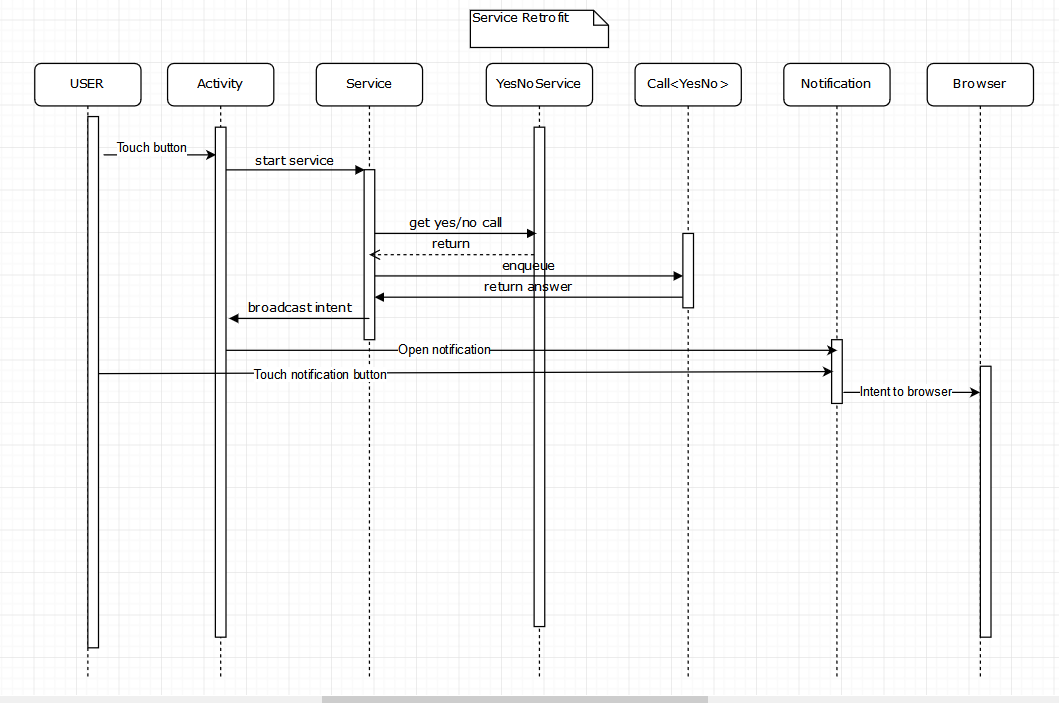 Service Retrofit
USER
Activity
Service
YesNoService
Call<YesNo>
Notification
Browser
Touch button
start service
get yes/no call
return
enqueue
return answer
broadcast intent
Open notification
Touch notification button
Intent to browser